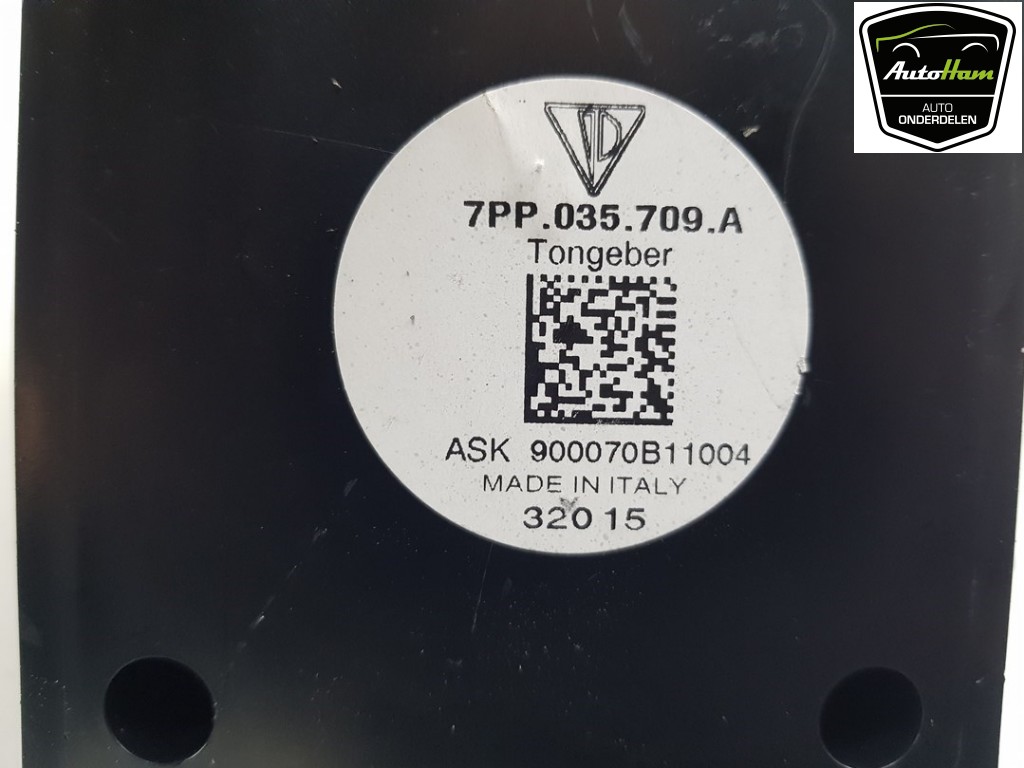 AutoHam
AUTO
ONDERDELEN
7PP.035.709.A
Tongeber
ASK 900070B11004
MADE IN ITALY
320 15